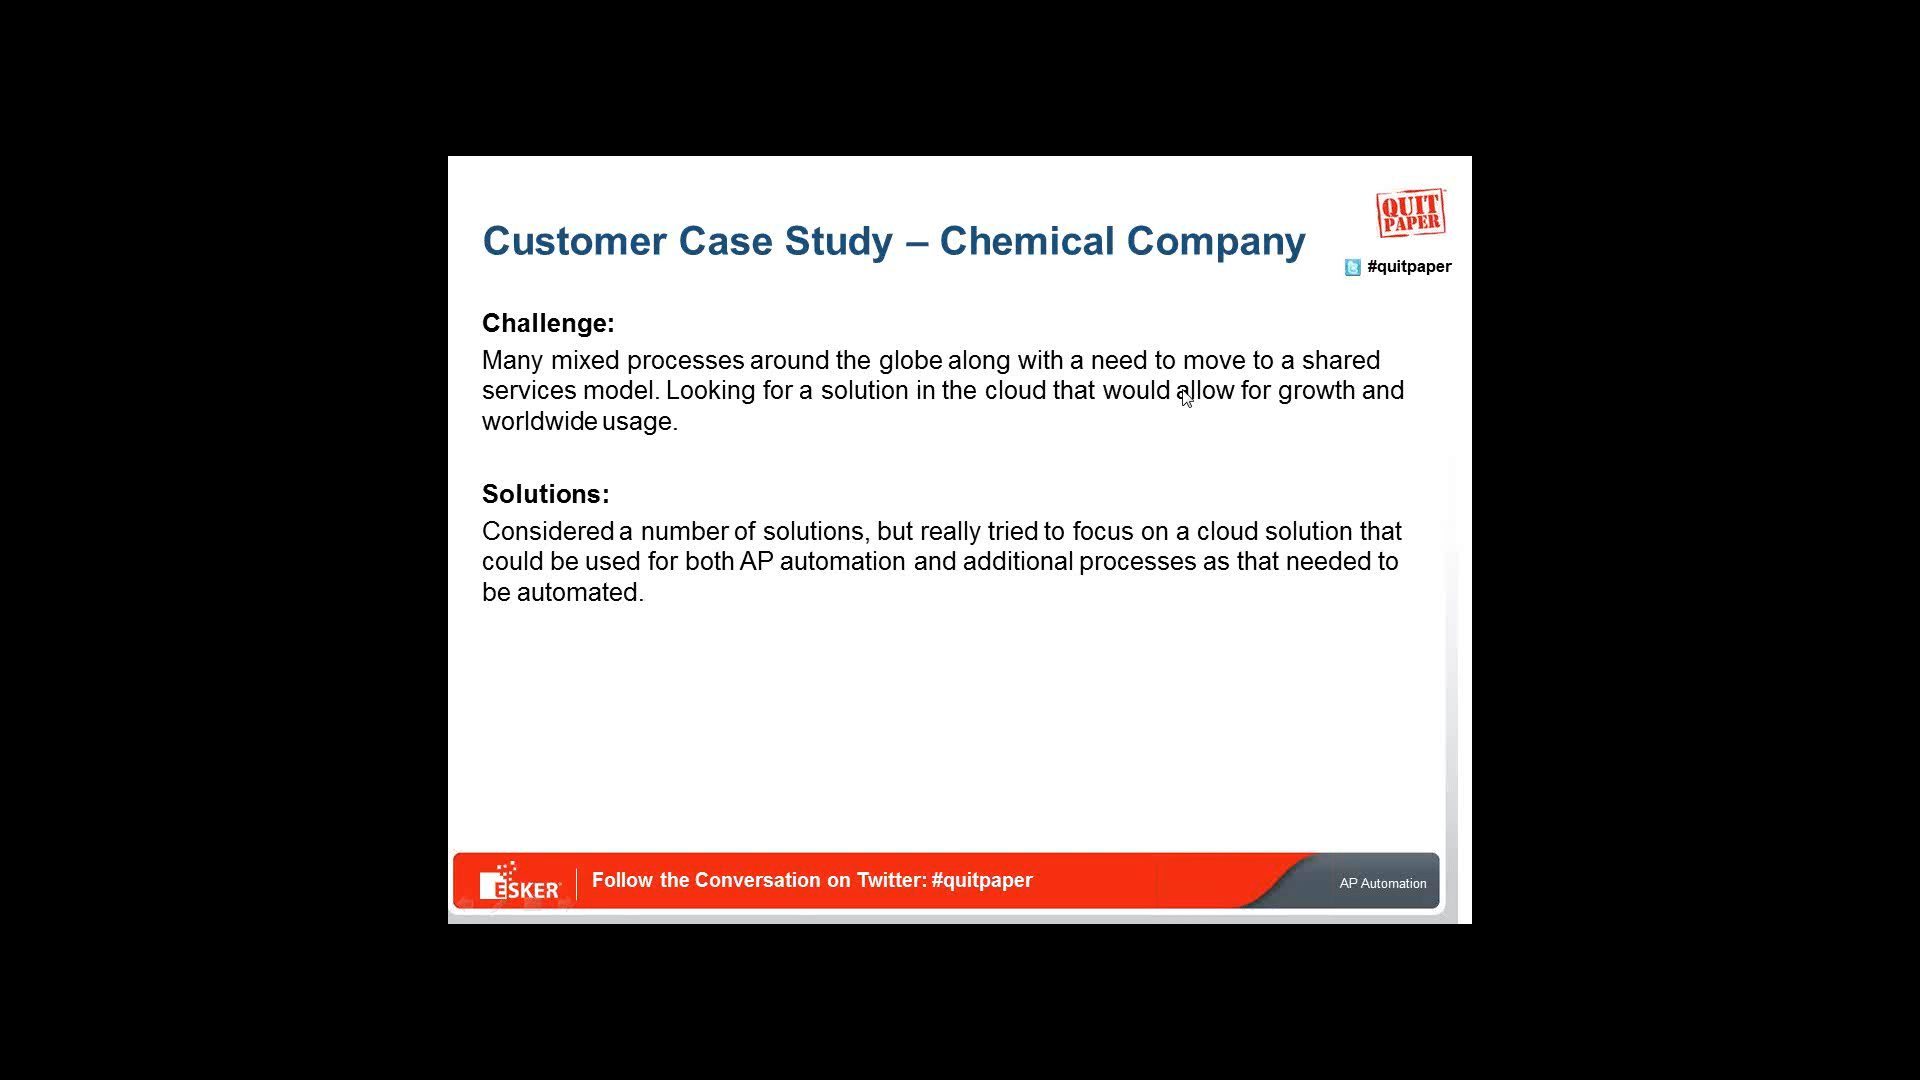 QUIT
PAPER
Customer Case Study – Chemical Company
#quitpaper
Challenge:
Many mixed processes around the globe along with a need to move to a shared
services model. Looking for a solution in the cloud that would allow for growth and
worldwide usage.
Solutions:
Considered a number of solutions, but really tried to focus on a cloud solution that
could be used for both AP automation and additional processes as that needed to
be automated.
ESKER
Follow the Conversation on Twitter: #quitpaper
AP Automation